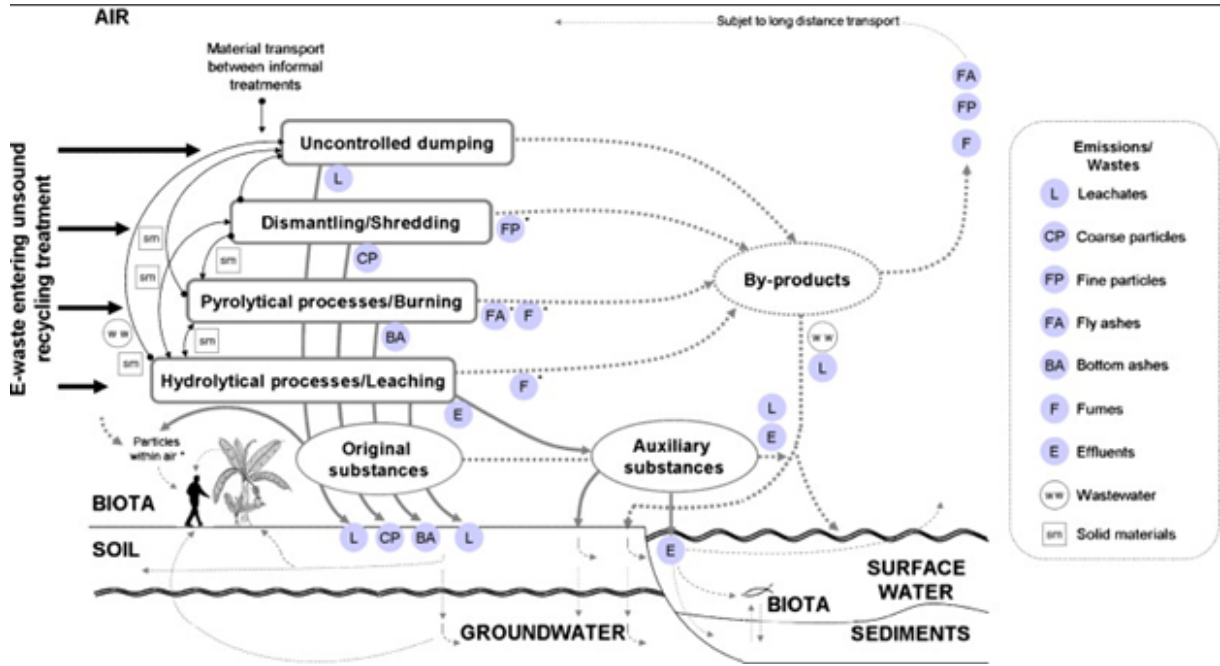 AIR
Subjet to long distance transport
Material transport
between informal
treatments
FA
FP
F
E-waste entering unsound
recycling treatment
Uncontrolled dumping
L
Dismantling/Shredding
FP*
sm
sm
CP
sm
By-products
Pyrolytical processes/Burning
FA* F*
ww
BA
sm
sm
ww
L
Hydrolytical processes/Leaching
F*
E
L
E
Particles
within air *
Original
substances
Auxiliary
substances
BIOTA
SOIL
L CP BA L
E
SURFACE
WATER
BIOTA
GROUNDWATER
SEDIMENTS
Emissions/
Wastes
L Leachates
CP Coarse particles
FP Fine particles
FA Fly ashes
BA Bottom ashes
F Fumes
E Effluents
ww Wastewater
sm Solid materials